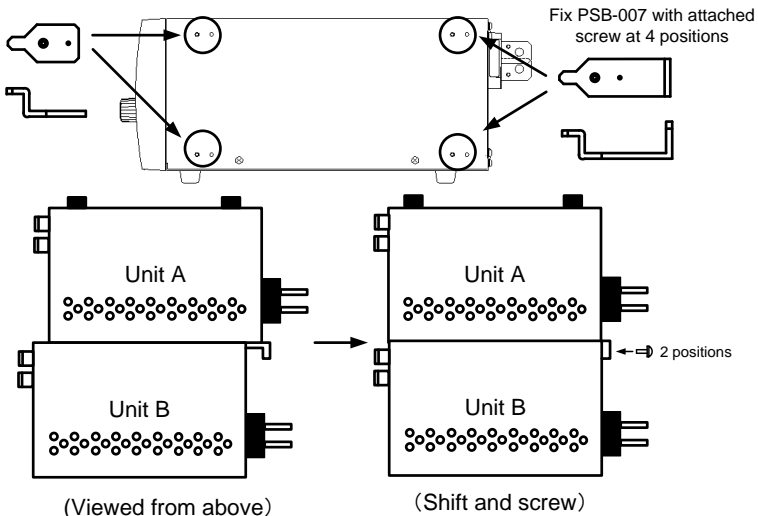 Fix PSB-007 with attached
screw at 4 positions
Unit A
Unit B
(Viewed from above）
Unit A
2 positions
Unit B
（Shift and screw）